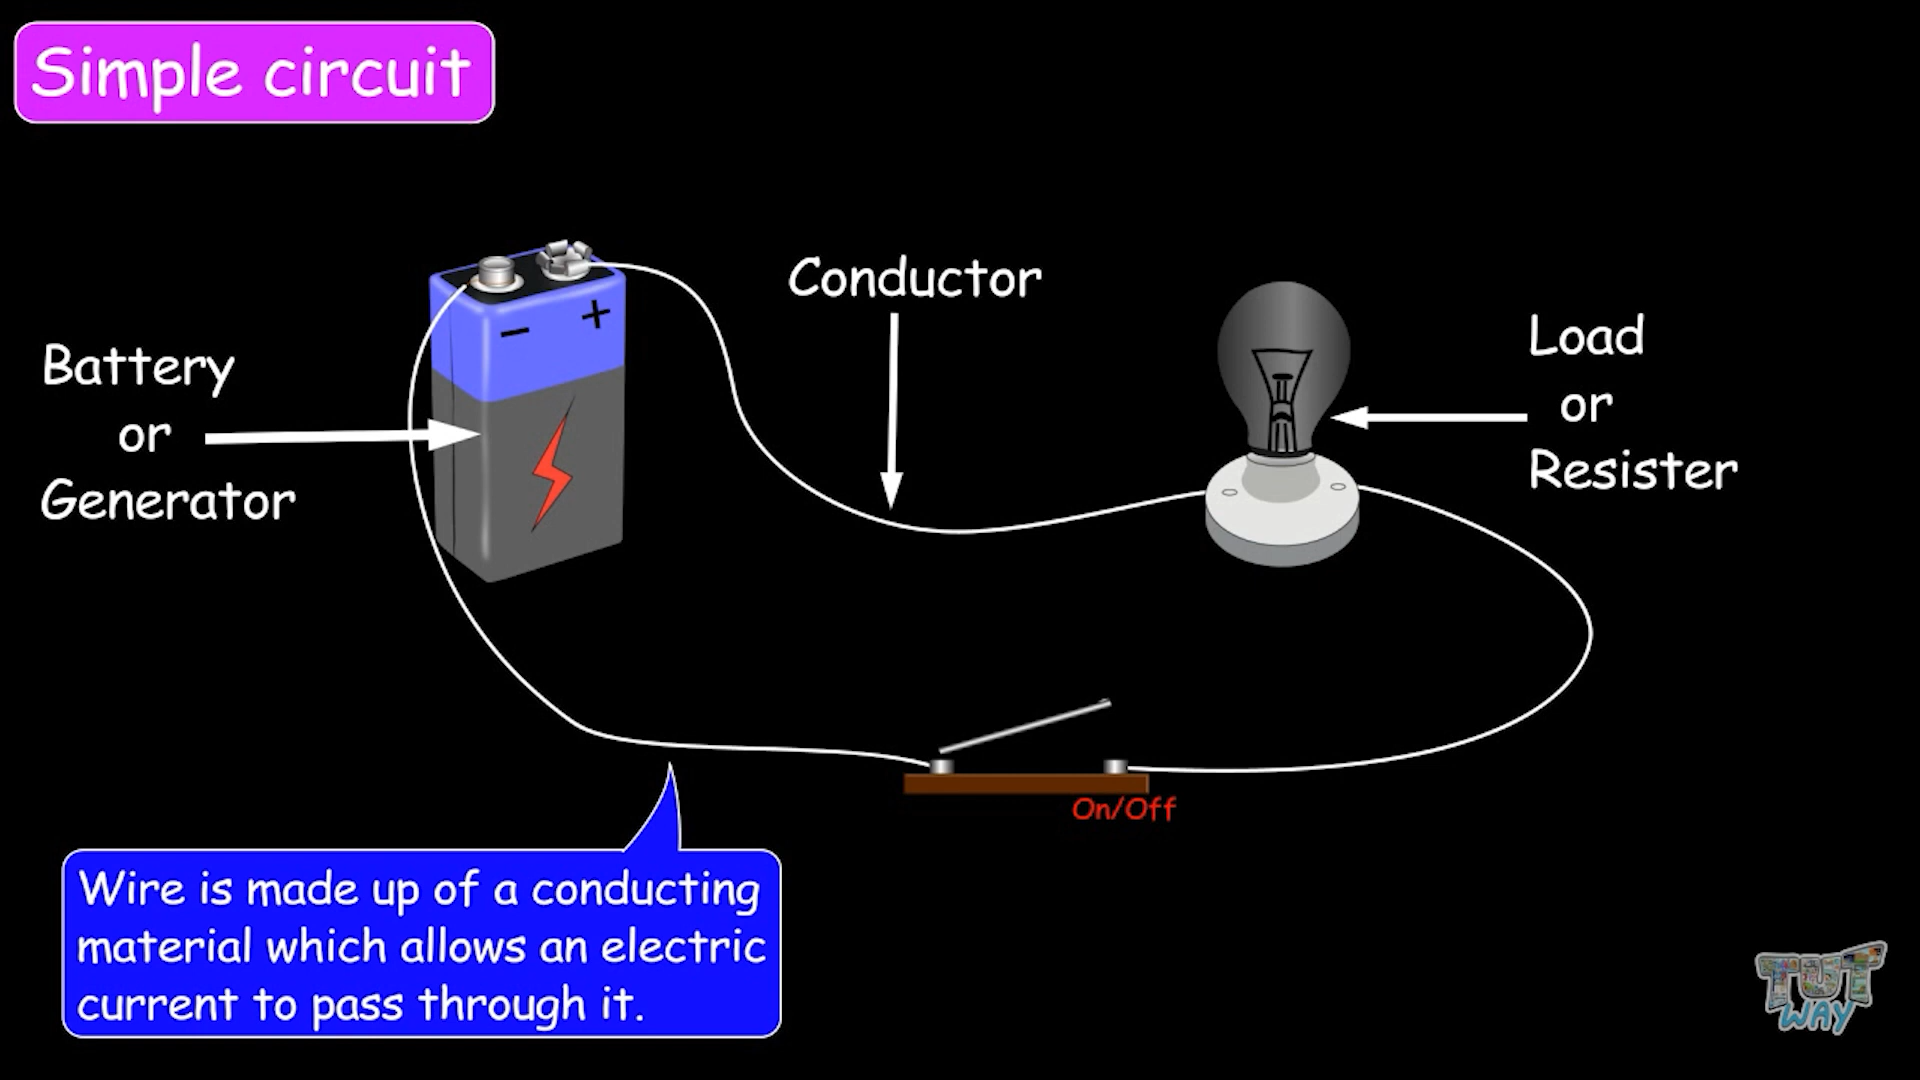 Simple circuit
Conductor
Battery
or
Generator
- +
Load
or
Resister
On/Off
Wire is made up of a conducting
material which allows an electric
current to pass through it.
TUT
WAY